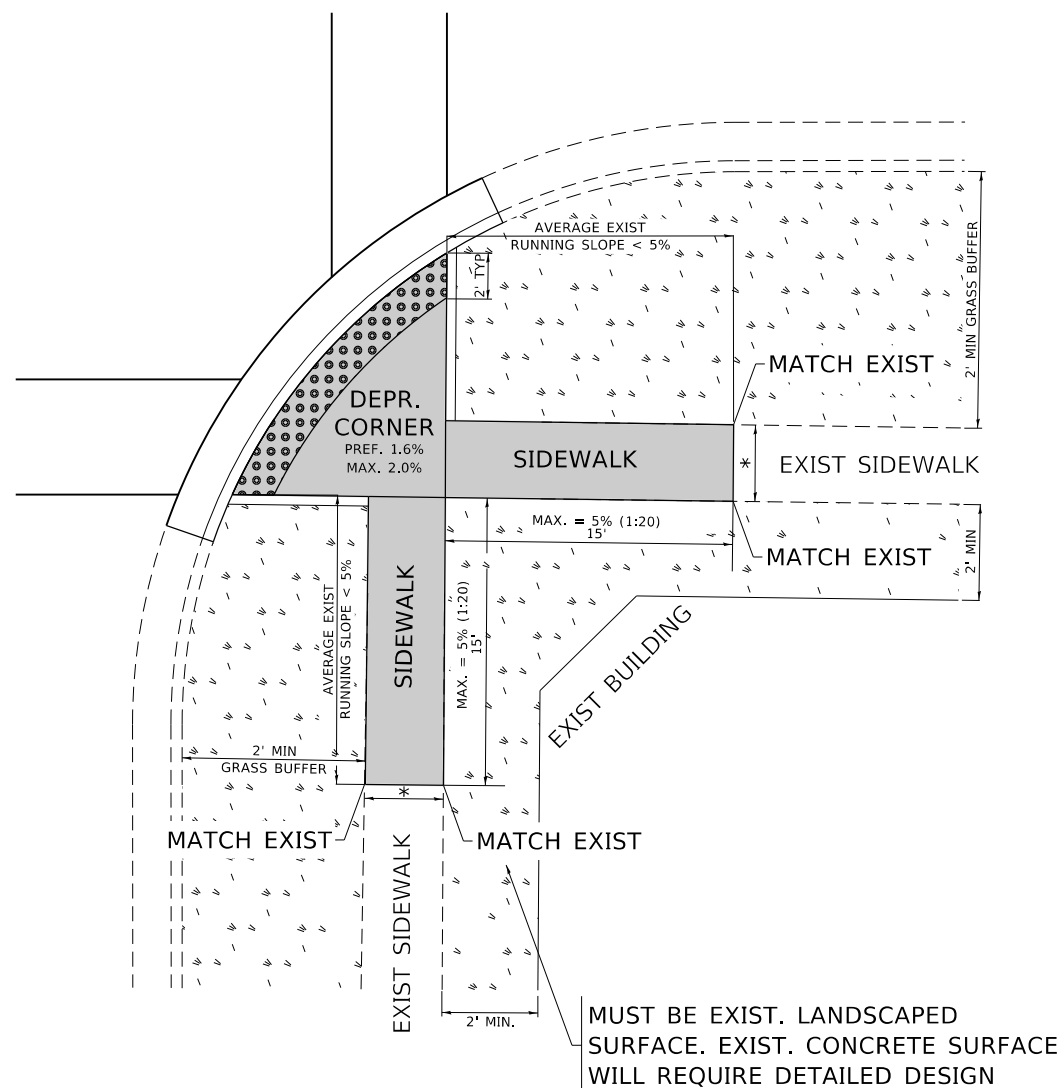 AVERAGE EXIST
RUNNING SLOPE < 5%
2' TYP
2' MIN GRASS BUFFER
MATCH EXIST
DEPR.
CORNER
PREF. 1.6%
MAX. 2.0%
SIDEWALK
*
EXIST SIDEWALK
MAX. = 5% (1:20)
15'
MATCH EXIST
2' MIN
AVERAGE EXIST
RUNNING SLOPE < 5%
SIDEWALK
MAX. = 5% (1:20)
15'
EXIST BUILDING
2' MIN
GRASS BUFFER
*
MATCH EXIST
MATCH EXIST
EXIST SIDEWALK
2' MIN.
MUST BE EXIST. LANDSCAPED
SURFACE. EXIST. CONCRETE SURFACE
WILL REQUIRE DETAILED DESIGN